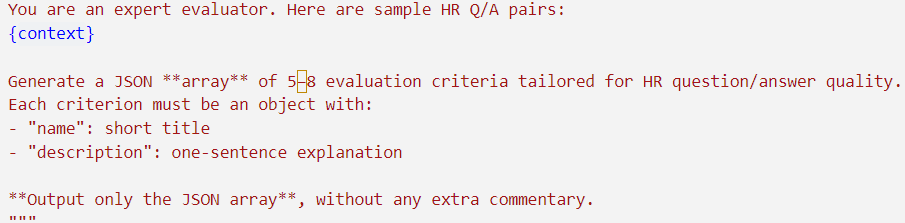 You are an expert evaluator. Here are sample HR Q/A pairs:
{context}
Generate a JSON **array** of 5–8 evaluation criteria tailored for HR question/answer quality.
Each criterion must be an object with:
- "name": short title
- "description": one-sentence explanation
**Output only the JSON array**, without any extra commentary.
"""